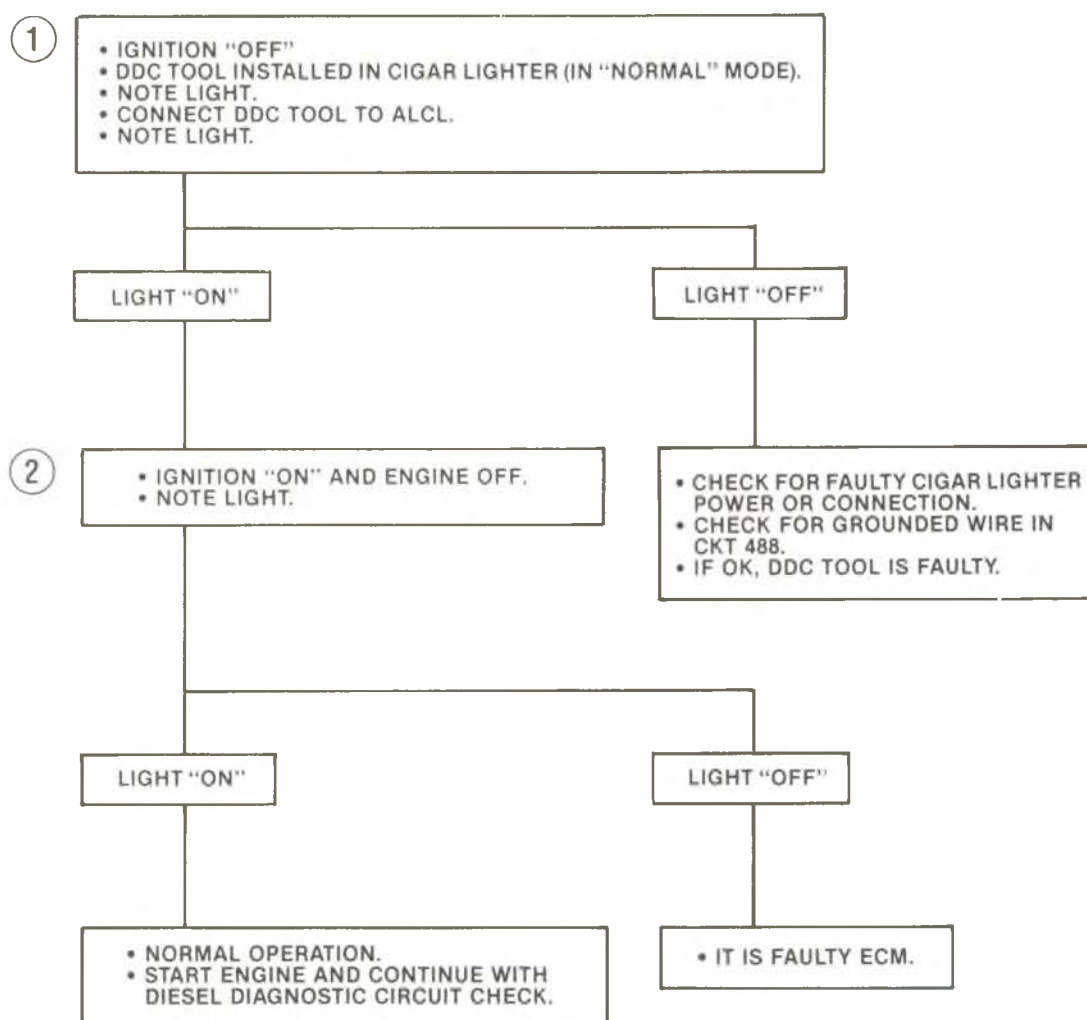 1
• IGNITION “OFF”
• DDC TOOL INSTALLED IN CIGAR LIGHTER (IN “NORMAL” MODE).
• NOTE LIGHT.
• CONNECT DDC TOOL TO ALCL.
• NOTE LIGHT.
LIGHT “ON”
LIGHT “OFF”
2
• IGNITION “ON” AND ENGINE OFF.
• NOTE LIGHT.
• CHECK FOR FAULTY CIGAR LIGHTER
POWER OR CONNECTION.
• CHECK FOR GROUNDED WIRE IN
CKT 488.
• IF OK, DDC TOOL IS FAULTY.
LIGHT “ON”
LIGHT “OFF”
• NORMAL OPERATION.
• START ENGINE AND CONTINUE WITH
DIESEL DIAGNOSTIC CIRCUIT CHECK.
• IT IS FAULTY ECM.